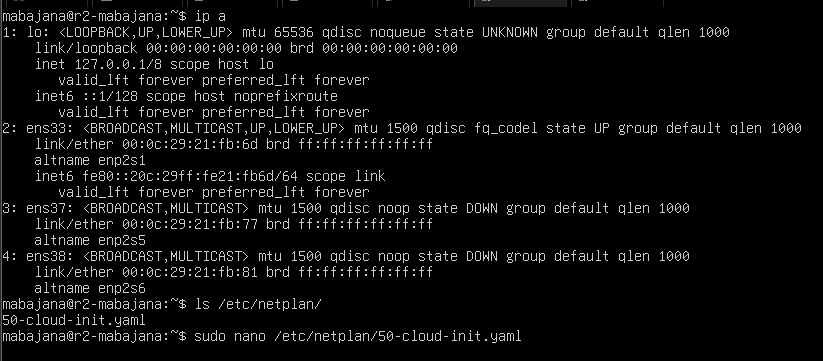 mabajana@r2-mabajana:~$ ip a
1: lo: <LOOPBACK,UP,LOWER_UP> mtu 65536 qdisc noqueue state UNKNOWN group default qlen 1000
    link/loopback 00:00:00:00:00:00 brd 00:00:00:00:00:00
    inet 127.0.0.1/8 scope host lo
       valid_lft forever preferred_lft forever
    inet6 ::1/128 scope host noprefixroute
       valid_lft forever preferred_lft forever
2: ens33: <BROADCAST,MULTICAST,UP,LOWER_UP> mtu 1500 qdisc fq_codel state UP group default qlen 1000
    link/ether 00:0c:29:21:fb:6d brd ff:ff:ff:ff:ff:ff
    altname enp2s1
    inet6 fe80::20c:29ff:fe21:fb6d/64 scope link
       valid_lft forever preferred_lft forever
3: ens37: <BROADCAST,MULTICAST> mtu 1500 qdisc noop state DOWN group default qlen 1000
    link/ether 00:0c:29:21:fb:77 brd ff:ff:ff:ff:ff:ff
    altname enp2s5
4: ens38: <BROADCAST,MULTICAST> mtu 1500 qdisc noop state DOWN group default qlen 1000
    link/ether 00:0c:29:21:fb:81 brd ff:ff:ff:ff:ff:ff
    altname enp2s6
mabajana@r2-mabajana:~$ ls /etc/netplan/
50-cloud-init.yaml
mabajana@r2-mabajana:~$ sudo nano /etc/netplan/50-cloud-init.yaml